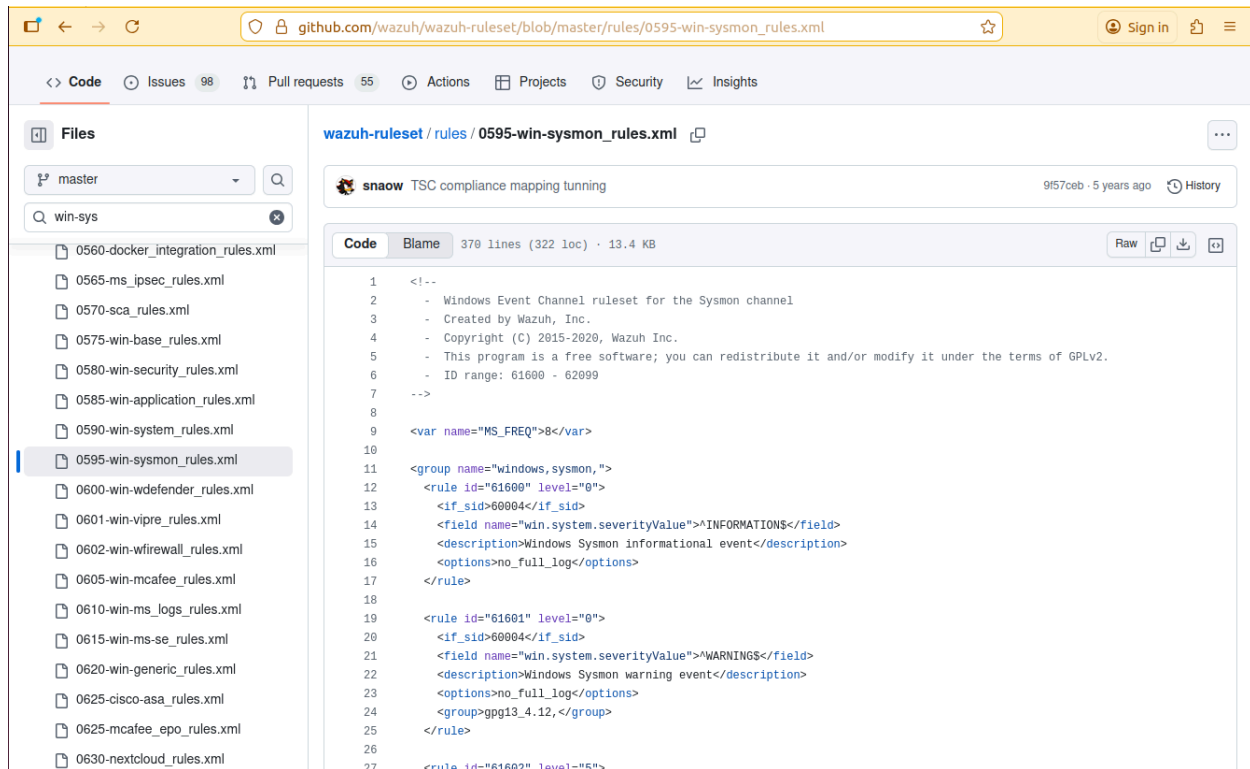 github.com/wazuh/wazuh-ruleset/blob/master/rules/0595-win-sysmon_rules.xml
Sign in
Code
Issues 98
Pull requests 55
Actions
Projects
Security
Insights
Files
master
win-sys
0560-docker_integration_rules.xml
0565-ms_ipsec_rules.xml
0570-sca_rules.xml
0575-win-base_rules.xml
0580-win-security_rules.xml
0585-win-application_rules.xml
0590-win-system_rules.xml
0595-win-sysmon_rules.xml
0600-win-wdefender_rules.xml
0601-win-vipre_rules.xml
0602-win-wfirewall_rules.xml
0605-win-mcafee_rules.xml
0610-win-ms_logs_rules.xml
0615-win-ms-se_rules.xml
0620-win-generic_rules.xml
0625-cisco-asa_rules.xml
0625-mcafee_epo_rules.xml
0630-nextcloud_rules.xml
wazuh-ruleset / rules / 0595-win-sysmon_rules.xml
snaow TSC compliance mapping tunning
9f57ceb · 5 years ago
History
Code Blame 370 lines (322 loc) · 13.4 KB
Raw
1 <!--
2 - Windows Event Channel ruleset for the Sysmon channel
3 - Created by Wazuh, Inc.
4 - Copyright (C) 2015-2020, Wazuh Inc.
5 - This program is a free software; you can redistribute it and/or modify it under the terms of GPLv2.
6 - ID range: 61600 - 62099
7 -->
8
9 <var name="MS_FREQ">8</var>
10
11 <group name="windows,sysmon,">
12 <rule id="61600" level="0">
13 <if_sid>60004</if_sid>
14 <field name="win.system.severityValue">^INFORMATION$</field>
15 <description>Windows Sysmon informational event</description>
16 <options>no_full_log</options>
17 </rule>
18
19 <rule id="61601" level="0">
20 <if_sid>60004</if_sid>
21 <field name="win.system.severityValue">^WARNING$</field>
22 <description>Windows Sysmon warning event</description>
23 <options>no_full_log</options>
24 <group>gpg13_4.12,</group>
25 </rule>
26
27 <rule id="61602" level="5">